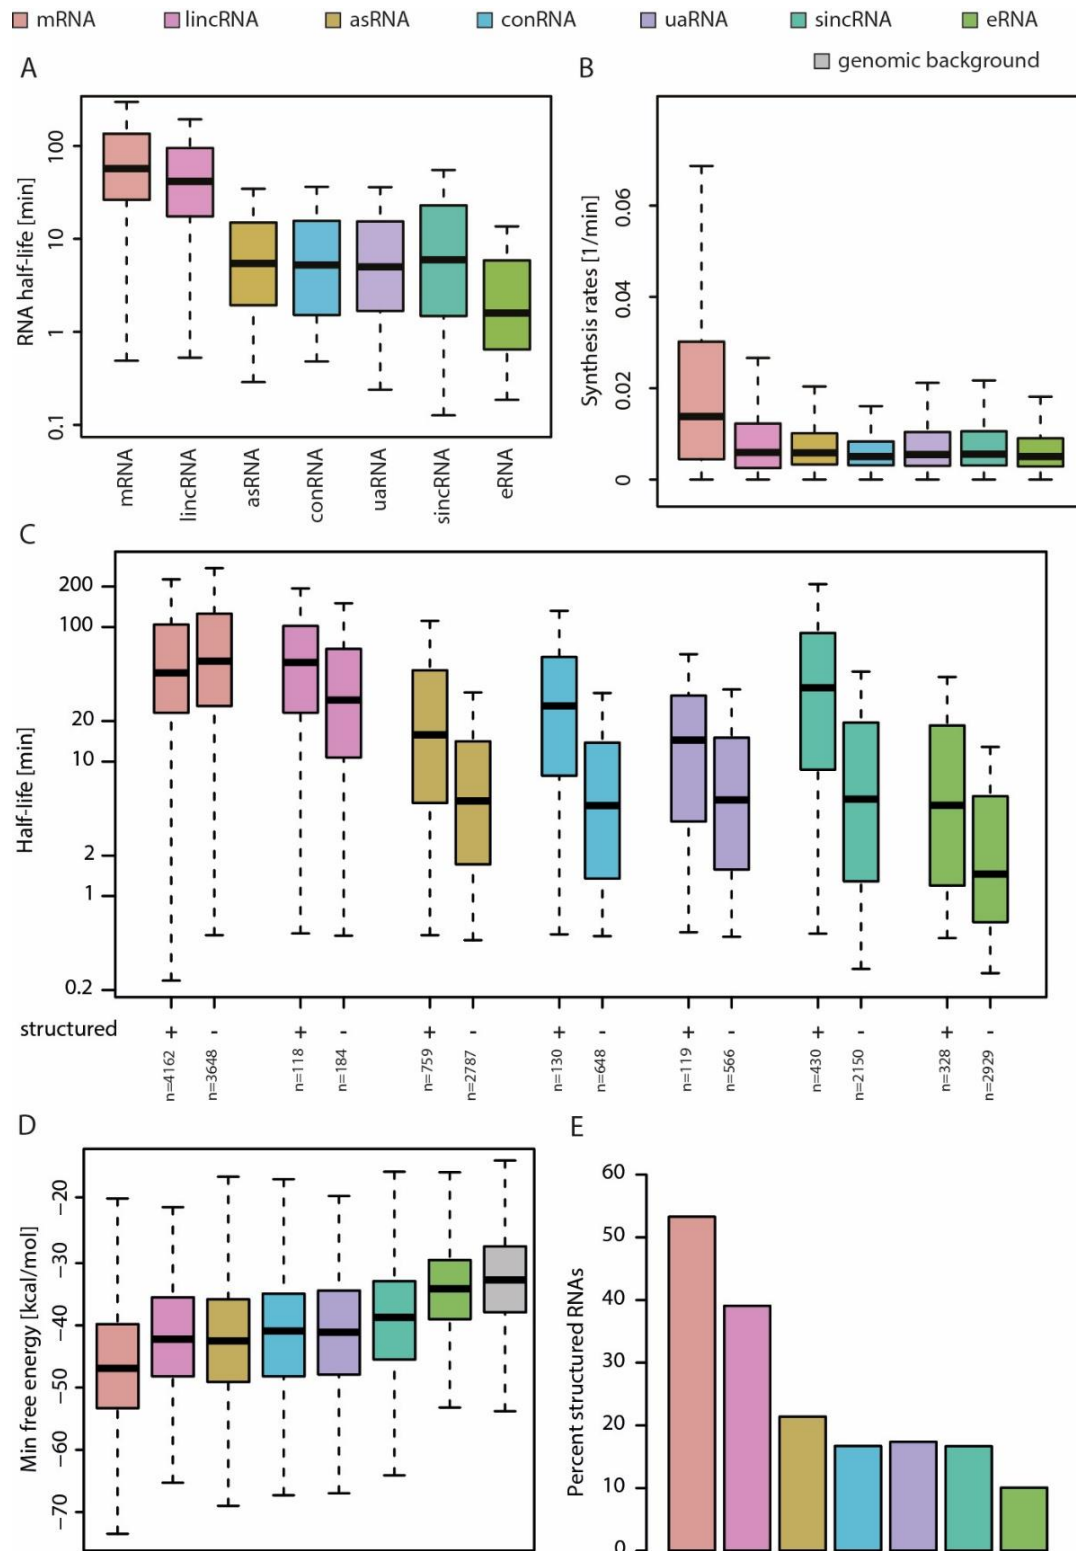 mRNA lincRNA asRNA conRNA uaRNA sincRNA eRNA
genomic background
A
B
RNA half-life [min]
100
10
1
0.1
mRNA lincRNA asRNA conRNA uaRNA sincRNA eRNA
Synthesis rates [1/min]
0.06
0.04
0.02
0
C
Half-life [min]
200
100
20
10
2
1
0.2
structured + - + - + - + - + - + - + -
n=4162 n=3648 n=118 n=184 n=759 n=2787 n=130 n=648 n=119 n=566 n=430 n=2150 n=328 n=2929
D
E
Min free energy [kcal/mol]
−20
−30
−40
−50
−60
−70
Percent structured RNAs
60
50
40
30
20
10
0